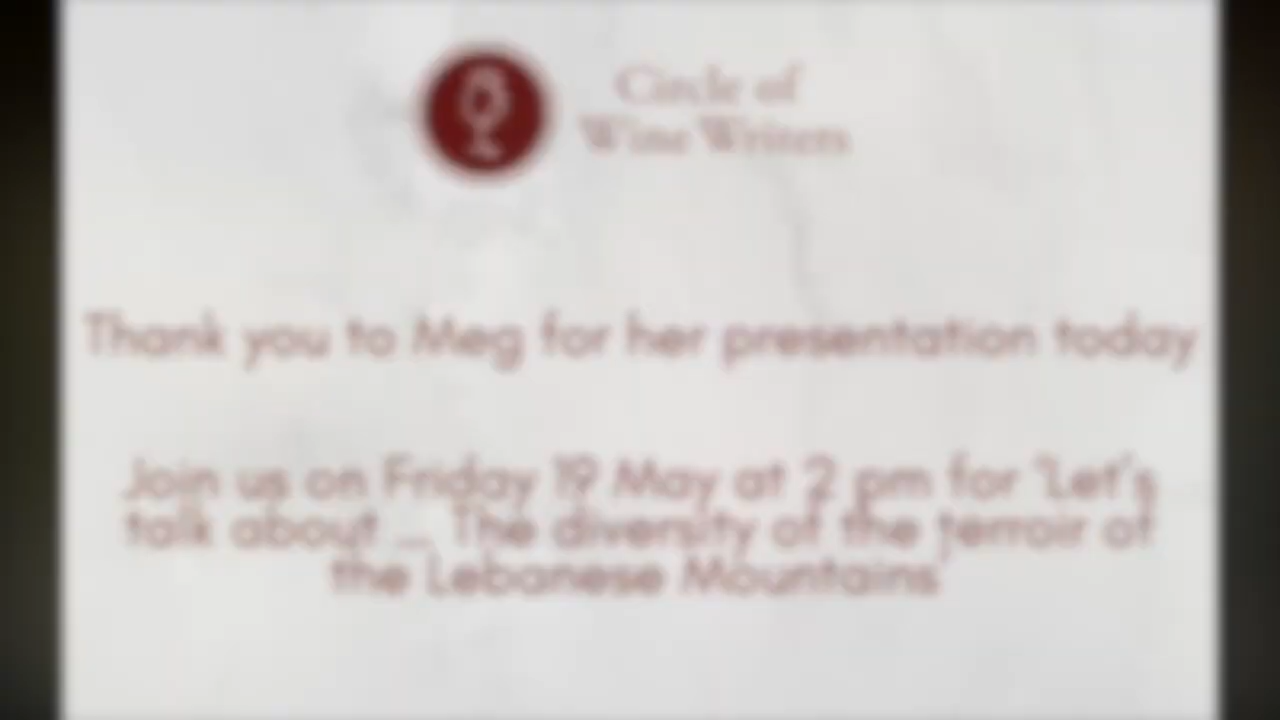 Circle of
Wine Writers
Thank you to Meg for her presentation today
Join us on Friday 19 May at 2 pm for 'Let's
talk about ... The diversity of the terroir of
the Lebanese Mountains'